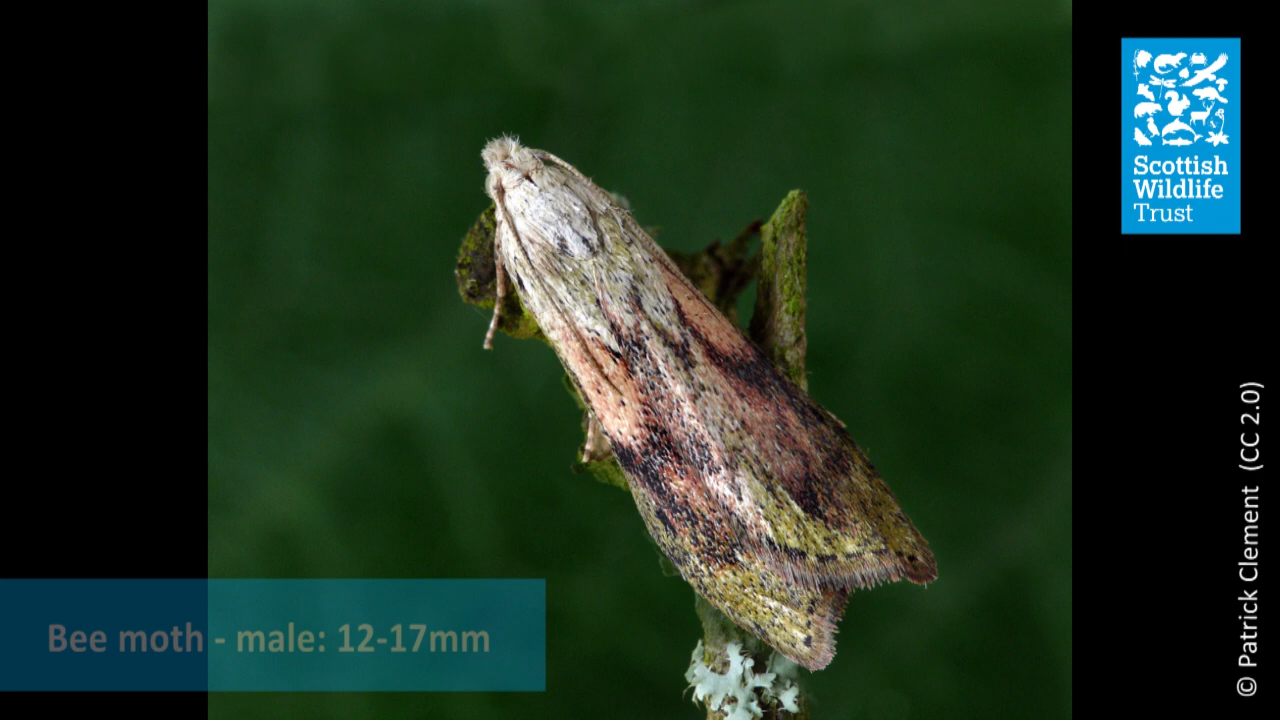 Scottish
Wildlife
Trust
Bee moth - male: 12-17mm
© Patrick Clement (CC 2.0)